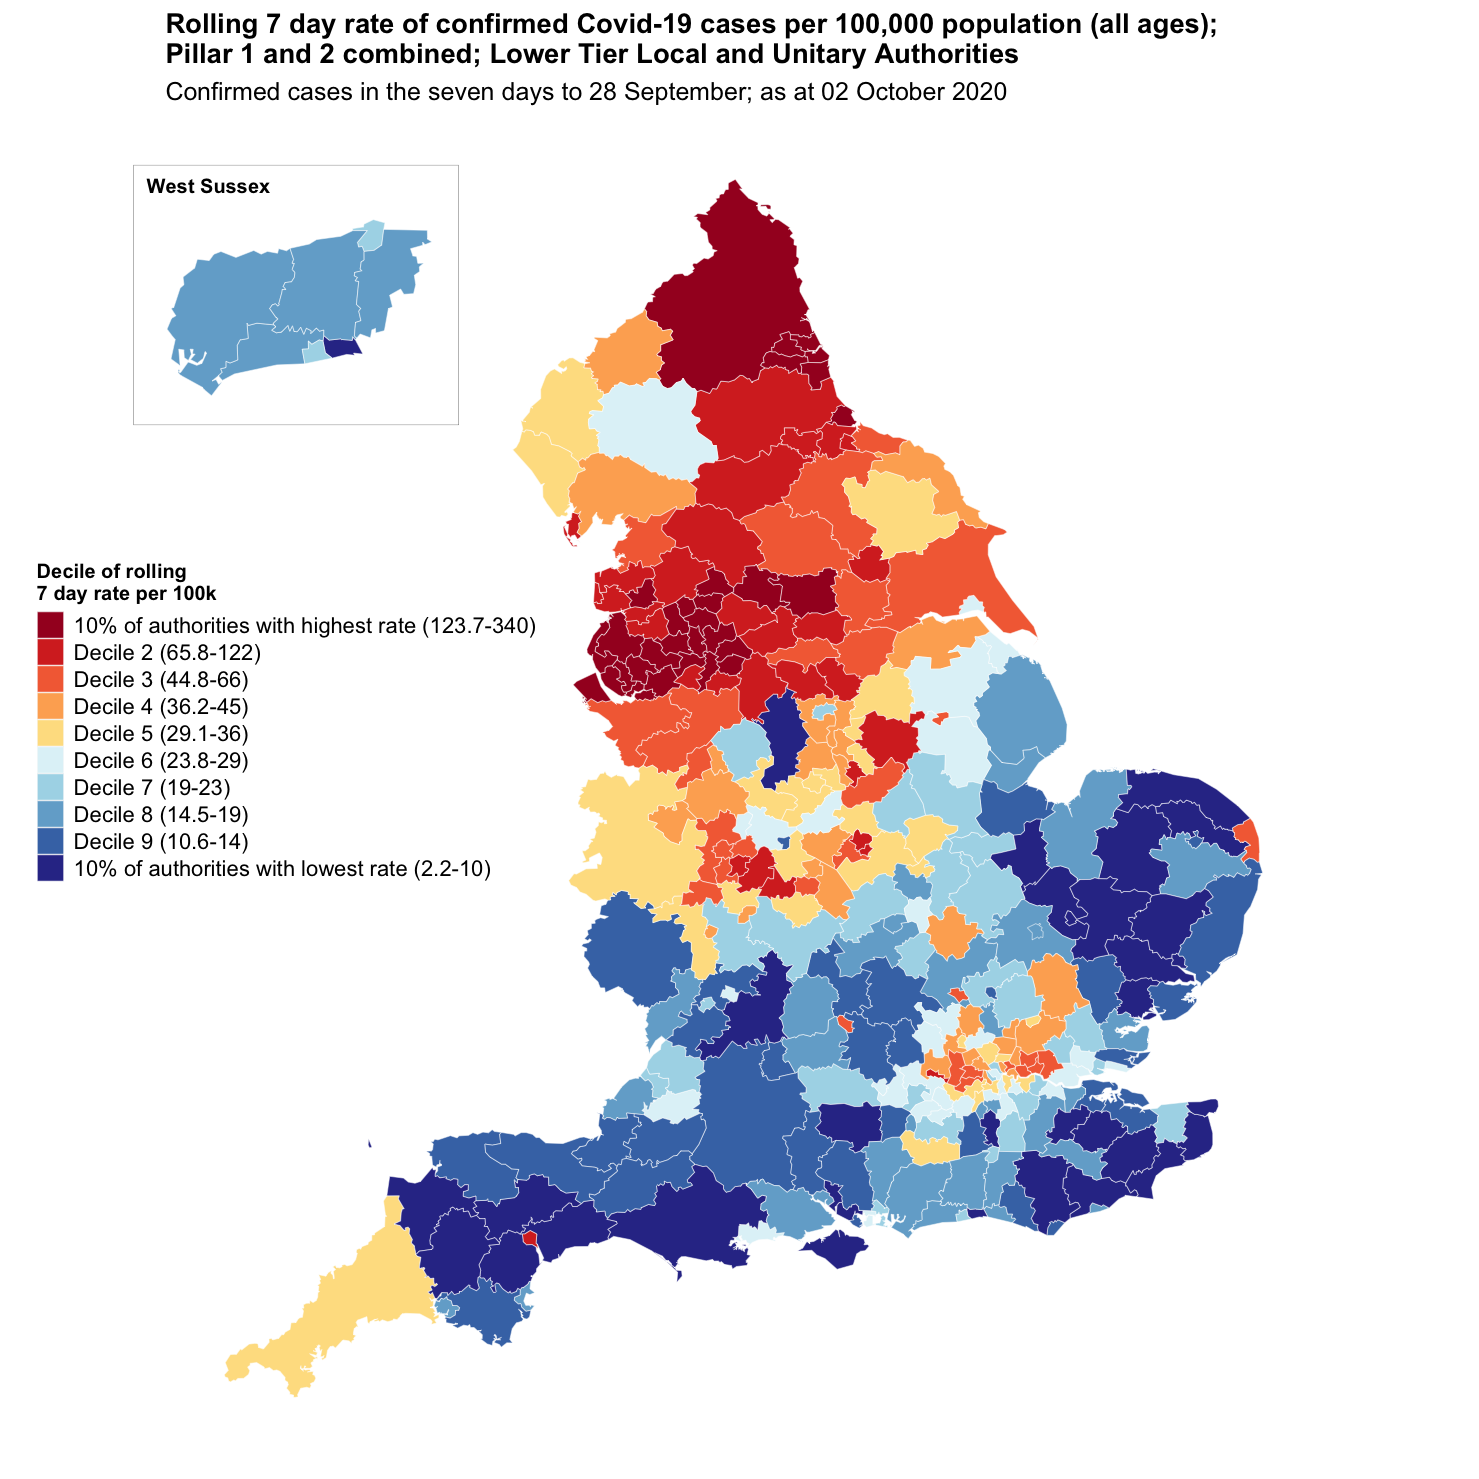 Rolling 7 day rate of confirmed Covid-19 cases per 100,000 population (all ages);
Pillar 1 and 2 combined; Lower Tier Local and Unitary Authorities
Confirmed cases in the seven days to 28 September; as at 02 October 2020
West Sussex
Decile of rolling
7 day rate per 100k
10% of authorities with highest rate (123.7-340)
Decile 2 (65.8-122)
Decile 3 (44.8-66)
Decile 4 (36.2-45)
Decile 5 (29.1-36)
Decile 6 (23.8-29)
Decile 7 (19-23)
Decile 8 (14.5-19)
Decile 9 (10.6-14)
10% of authorities with lowest rate (2.2-10)